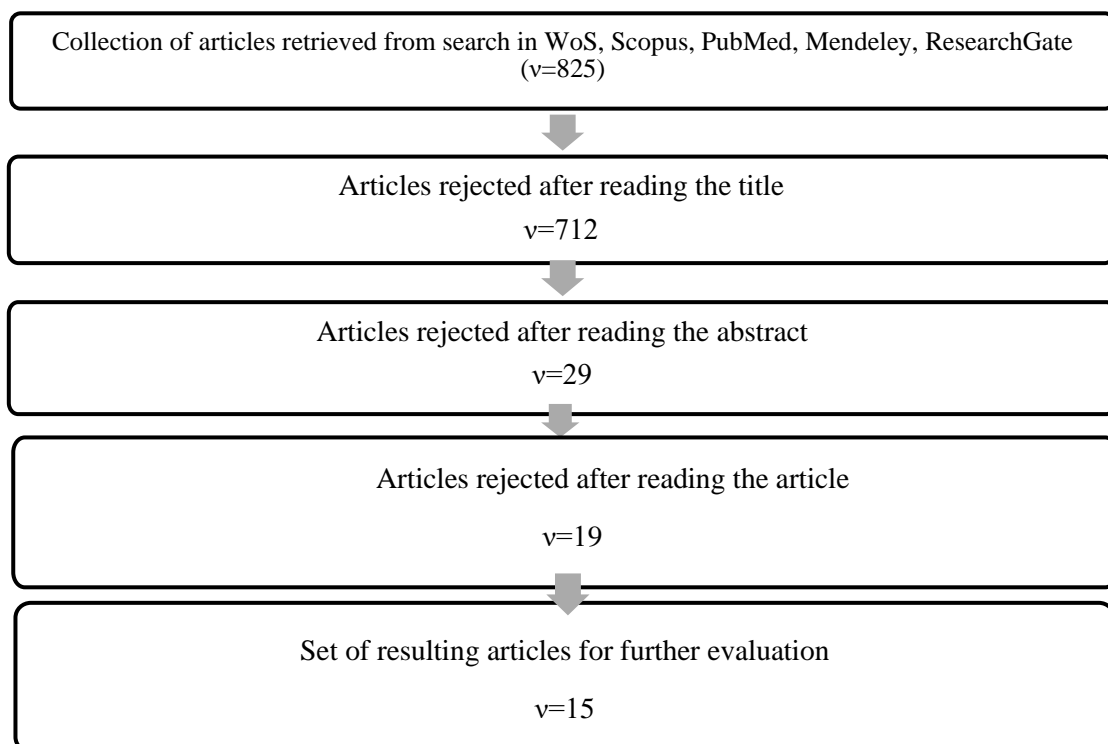 Collection of articles retrieved from search in WoS, Scopus, PubMed, Mendeley, ResearchGate
(ν=825)
Articles rejected after reading the title
ν=712
Articles rejected after reading the abstract
ν=29
Articles rejected after reading the article
ν=19
Set of resulting articles for further evaluation
ν=15